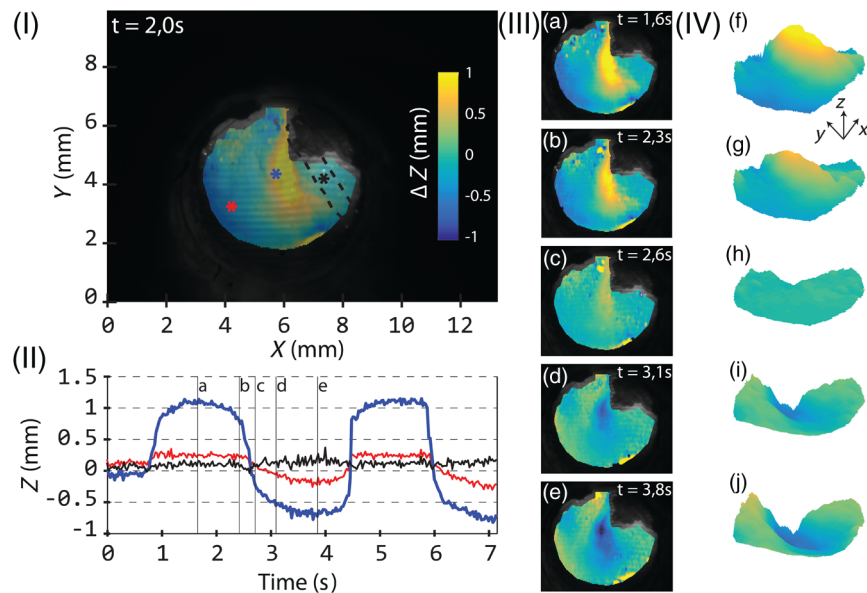 (I)
t = 2,0s
8
6
4
2
0
Y (mm)
0
2
4
6
8
10
12
X (mm)
1
0.5
0
-0.5
-1
Δ Z (mm)
(II)
1.5
1
0.5
0
-0.5
-1
Z (mm)
a
b
c
d
e
0
1
2
3
4
5
6
7
Time (s)
(III)
(a)
t = 1,6s
(b)
t = 2,3s
(c)
t = 2,6s
(d)
t = 3,1s
(e)
t = 3,8s
(IV)
(f)
z
y
x
(g)
(h)
(i)
(j)